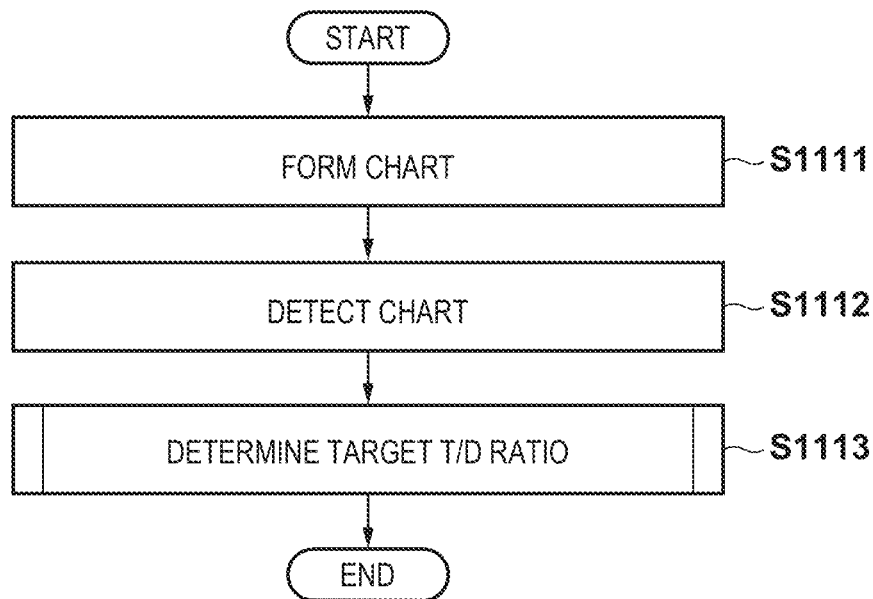 START
FORM CHART
S1111
DETECT CHART
S1112
DETERMINE TARGET T/D RATIO
S1113
END